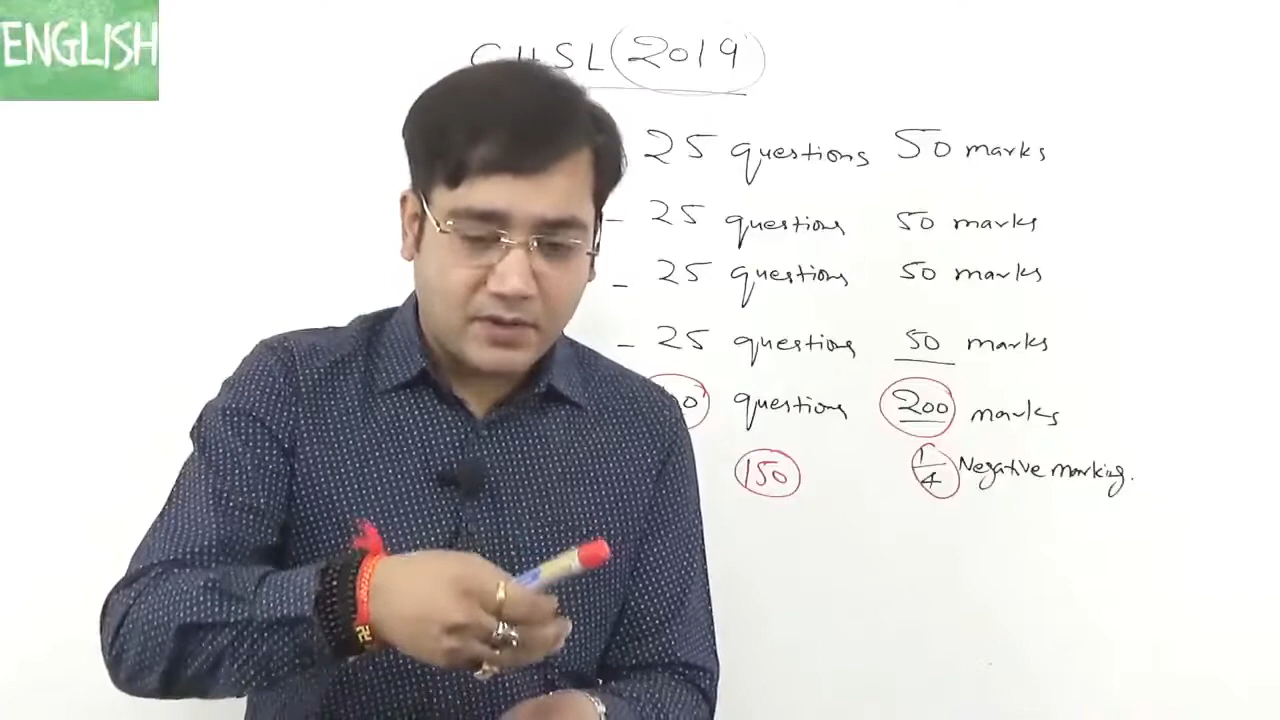 ENGLISH
CHSL (2019)
- 25 questions 50 marks
- 25 questions 50 marks
- 25 questions 50 marks
- 25 questions 50 marks
questions 200 marks
150 1/4 Negative marking.